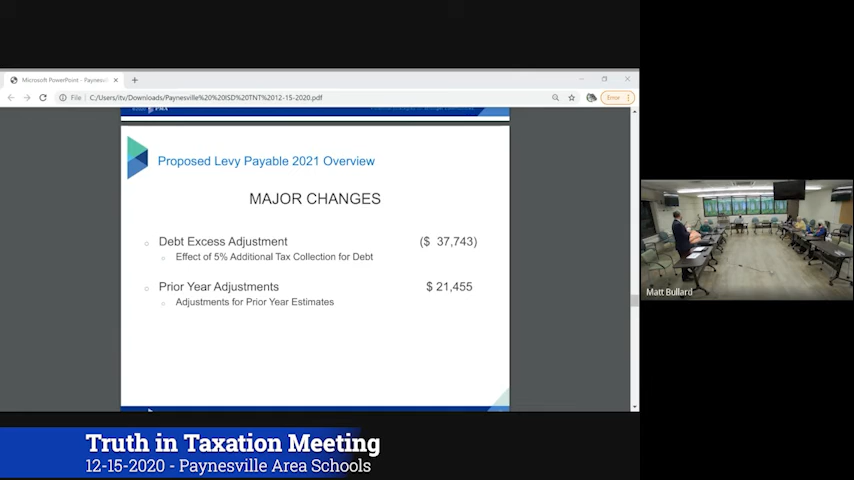 Microsoft PowerPoint - Paynesvill
File
C:/Users/itv/Downloads/Paynesville%20%20ISD%20TNT%2012-15-2020.pdf
Error
Proposed Levy Payable 2021 Overview
MAJOR CHANGES
Debt Excess Adjustment ($ 37,743)
Effect of 5% Additional Tax Collection for Debt
Prior Year Adjustments $ 21,455
Adjustments for Prior Year Estimates
Matt Bullard
Truth in Taxation Meeting
12-15-2020 - Paynesville Area Schools